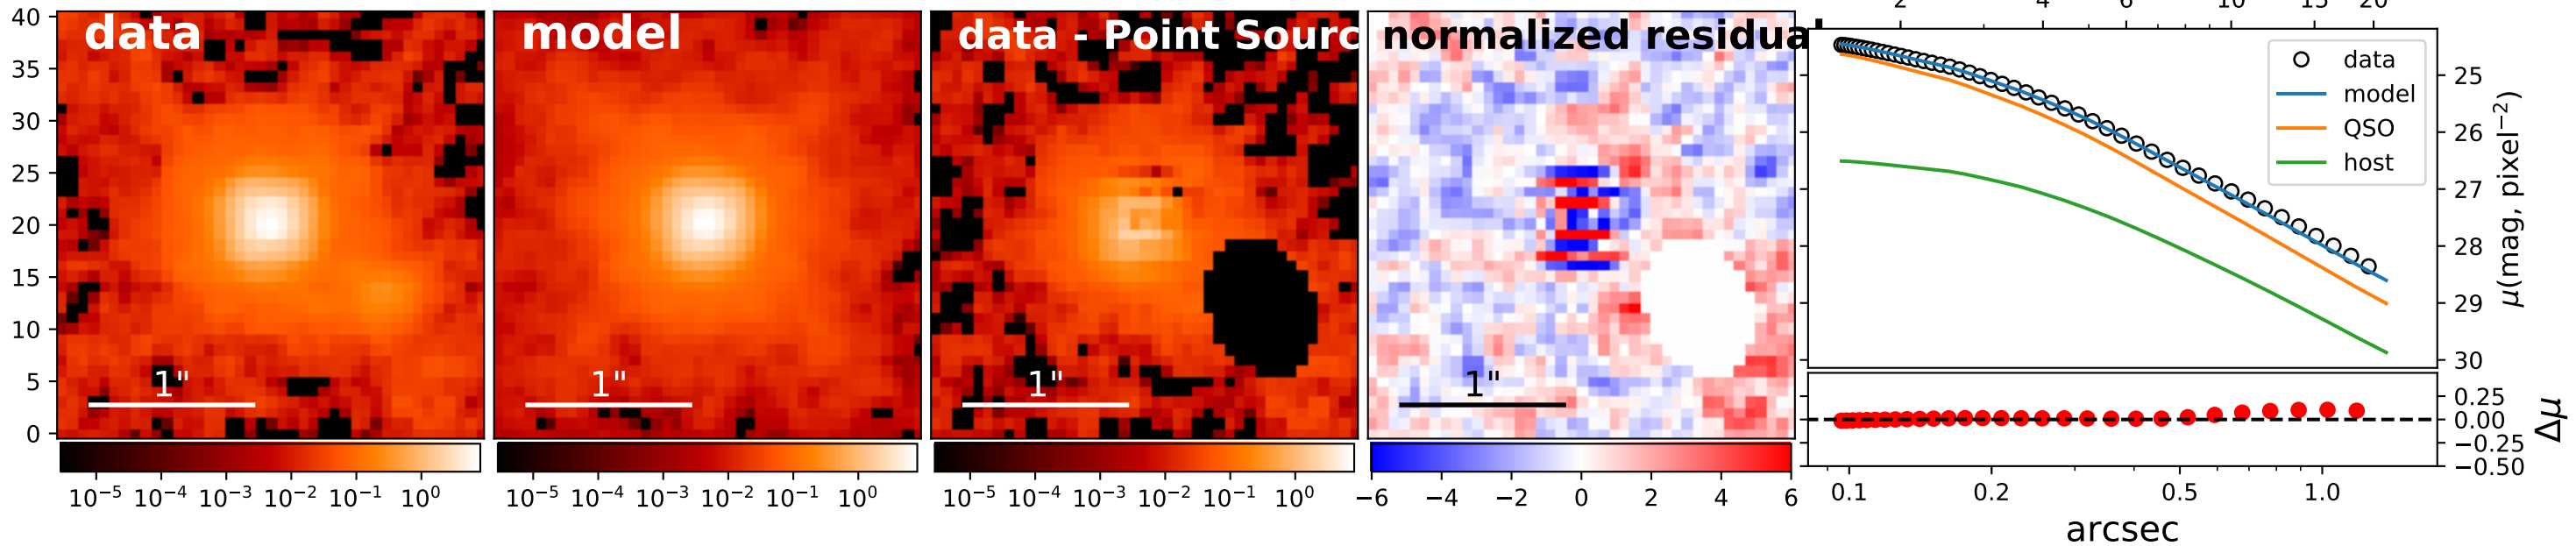 data
model
data - Point Sourc
normalized residual
40
35
30
25
20
15
10
5
0
1"
1"
1"
1"
10⁻⁵ 10⁻⁴ 10⁻³ 10⁻² 10⁻¹ 10⁰
10⁻⁵ 10⁻⁴ 10⁻³ 10⁻² 10⁻¹ 10⁰
10⁻⁵ 10⁻⁴ 10⁻³ 10⁻² 10⁻¹ 10⁰
−6 −4 −2 0 2 4 6
2 4 6 10 15 20
data
model
QSO
host
25
26
27
28
29
30
μ(mag, pixel⁻²)
0.25
0.00
−0.25
−0.50
Δμ
0.1 0.2 0.5 1.0
arcsec